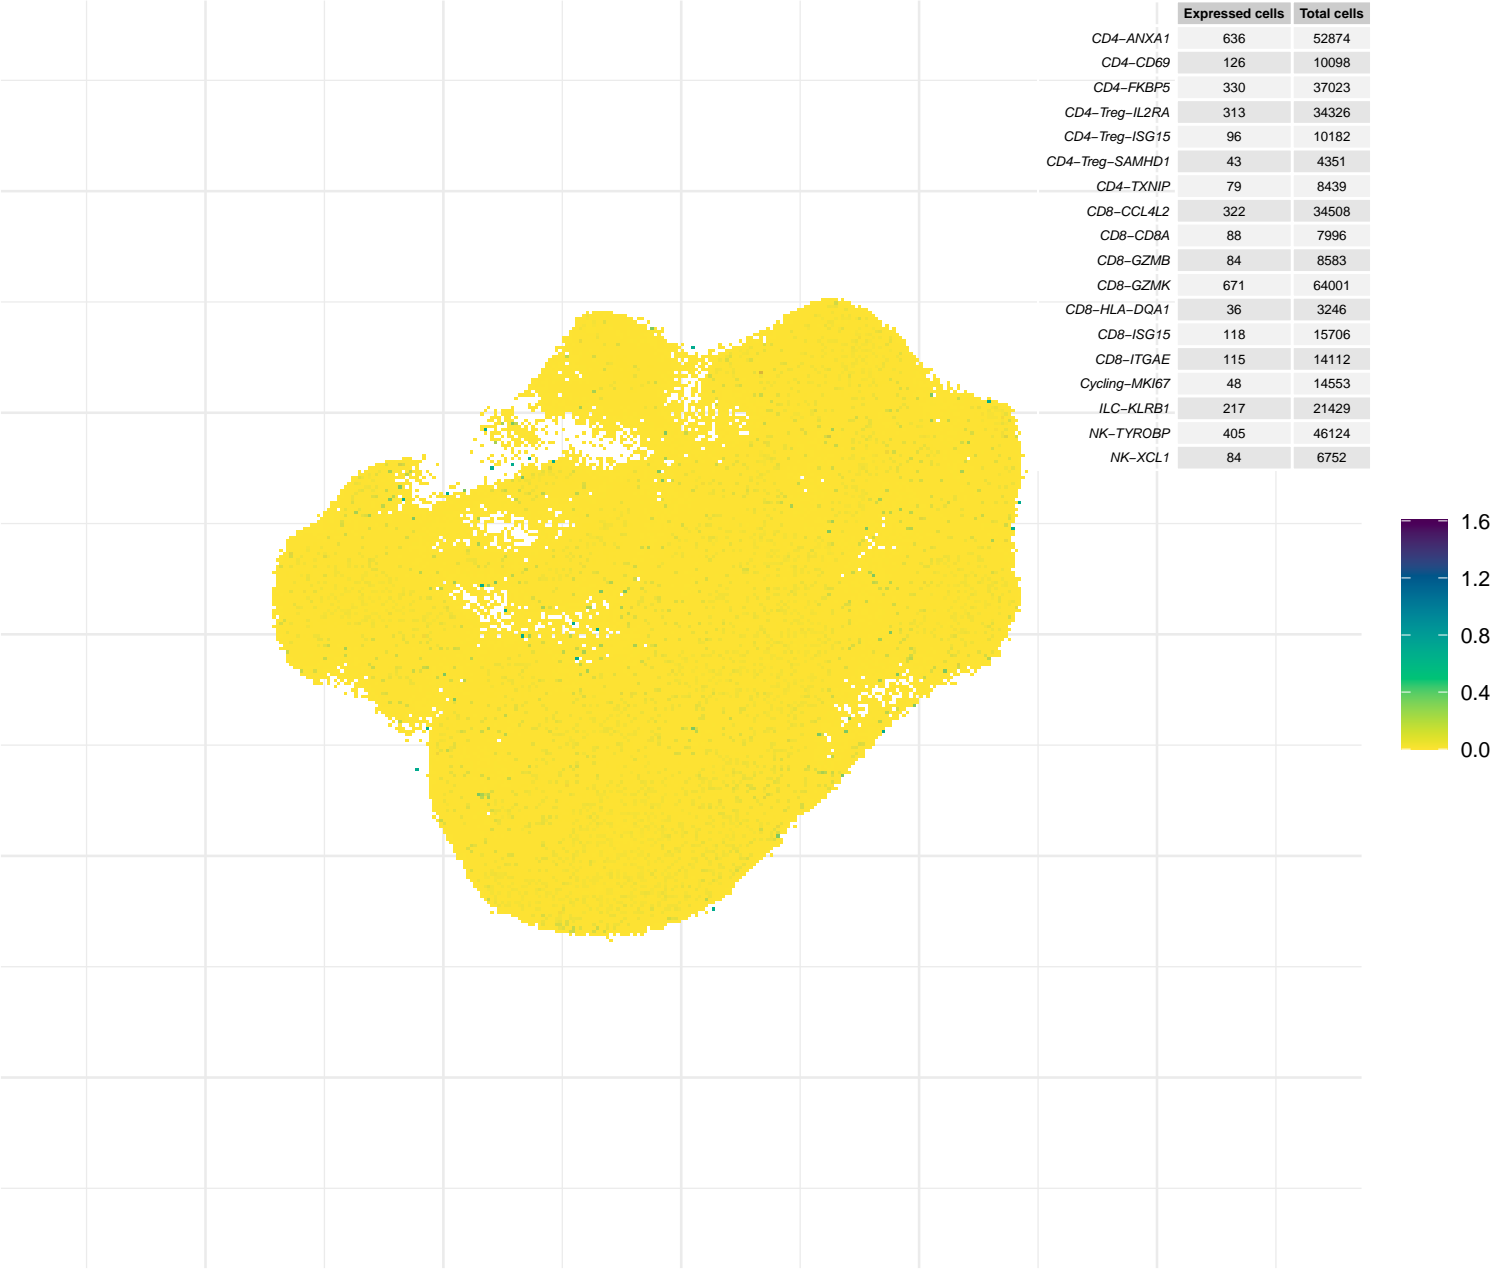 Expressed cells Total cells
CD4−ANXA1 636 52874
CD4−CD69 126 10098
CD4−FKBP5 330 37023
CD4−Treg−IL2RA 313 34326
CD4−Treg−ISG15 96 10182
CD4−Treg−SAMHD1 43 4351
CD4−TXNIP 79 8439
CD8−CCL4L2 322 34508
CD8−CD8A 88 7996
CD8−GZMB 84 8583
CD8−GZMK 671 64001
CD8−HLA−DQA1 36 3246
CD8−ISG15 118 15706
CD8−ITGAE 115 14112
Cycling−MKI67 48 14553
ILC−KLRB1 217 21429
NK−TYROBP 405 46124
NK−XCL1 84 6752
1.6
1.2
0.8
0.4
0.0